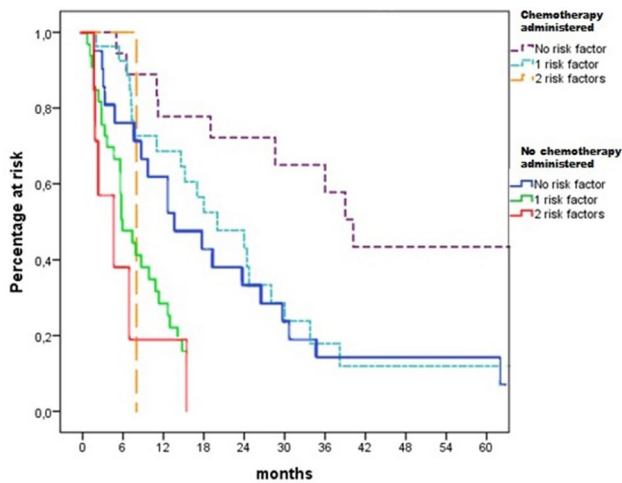 Chemotherapy
administered
No risk factor
1 risk factor
2 risk factors
No chemotherapy
administered
No risk factor
1 risk factor
2 risk factors
Percentage at risk
1,0
0,8
0,6
0,4
0,2
0,0
0 6 12 18 24 30 36 42 48 54 60
months